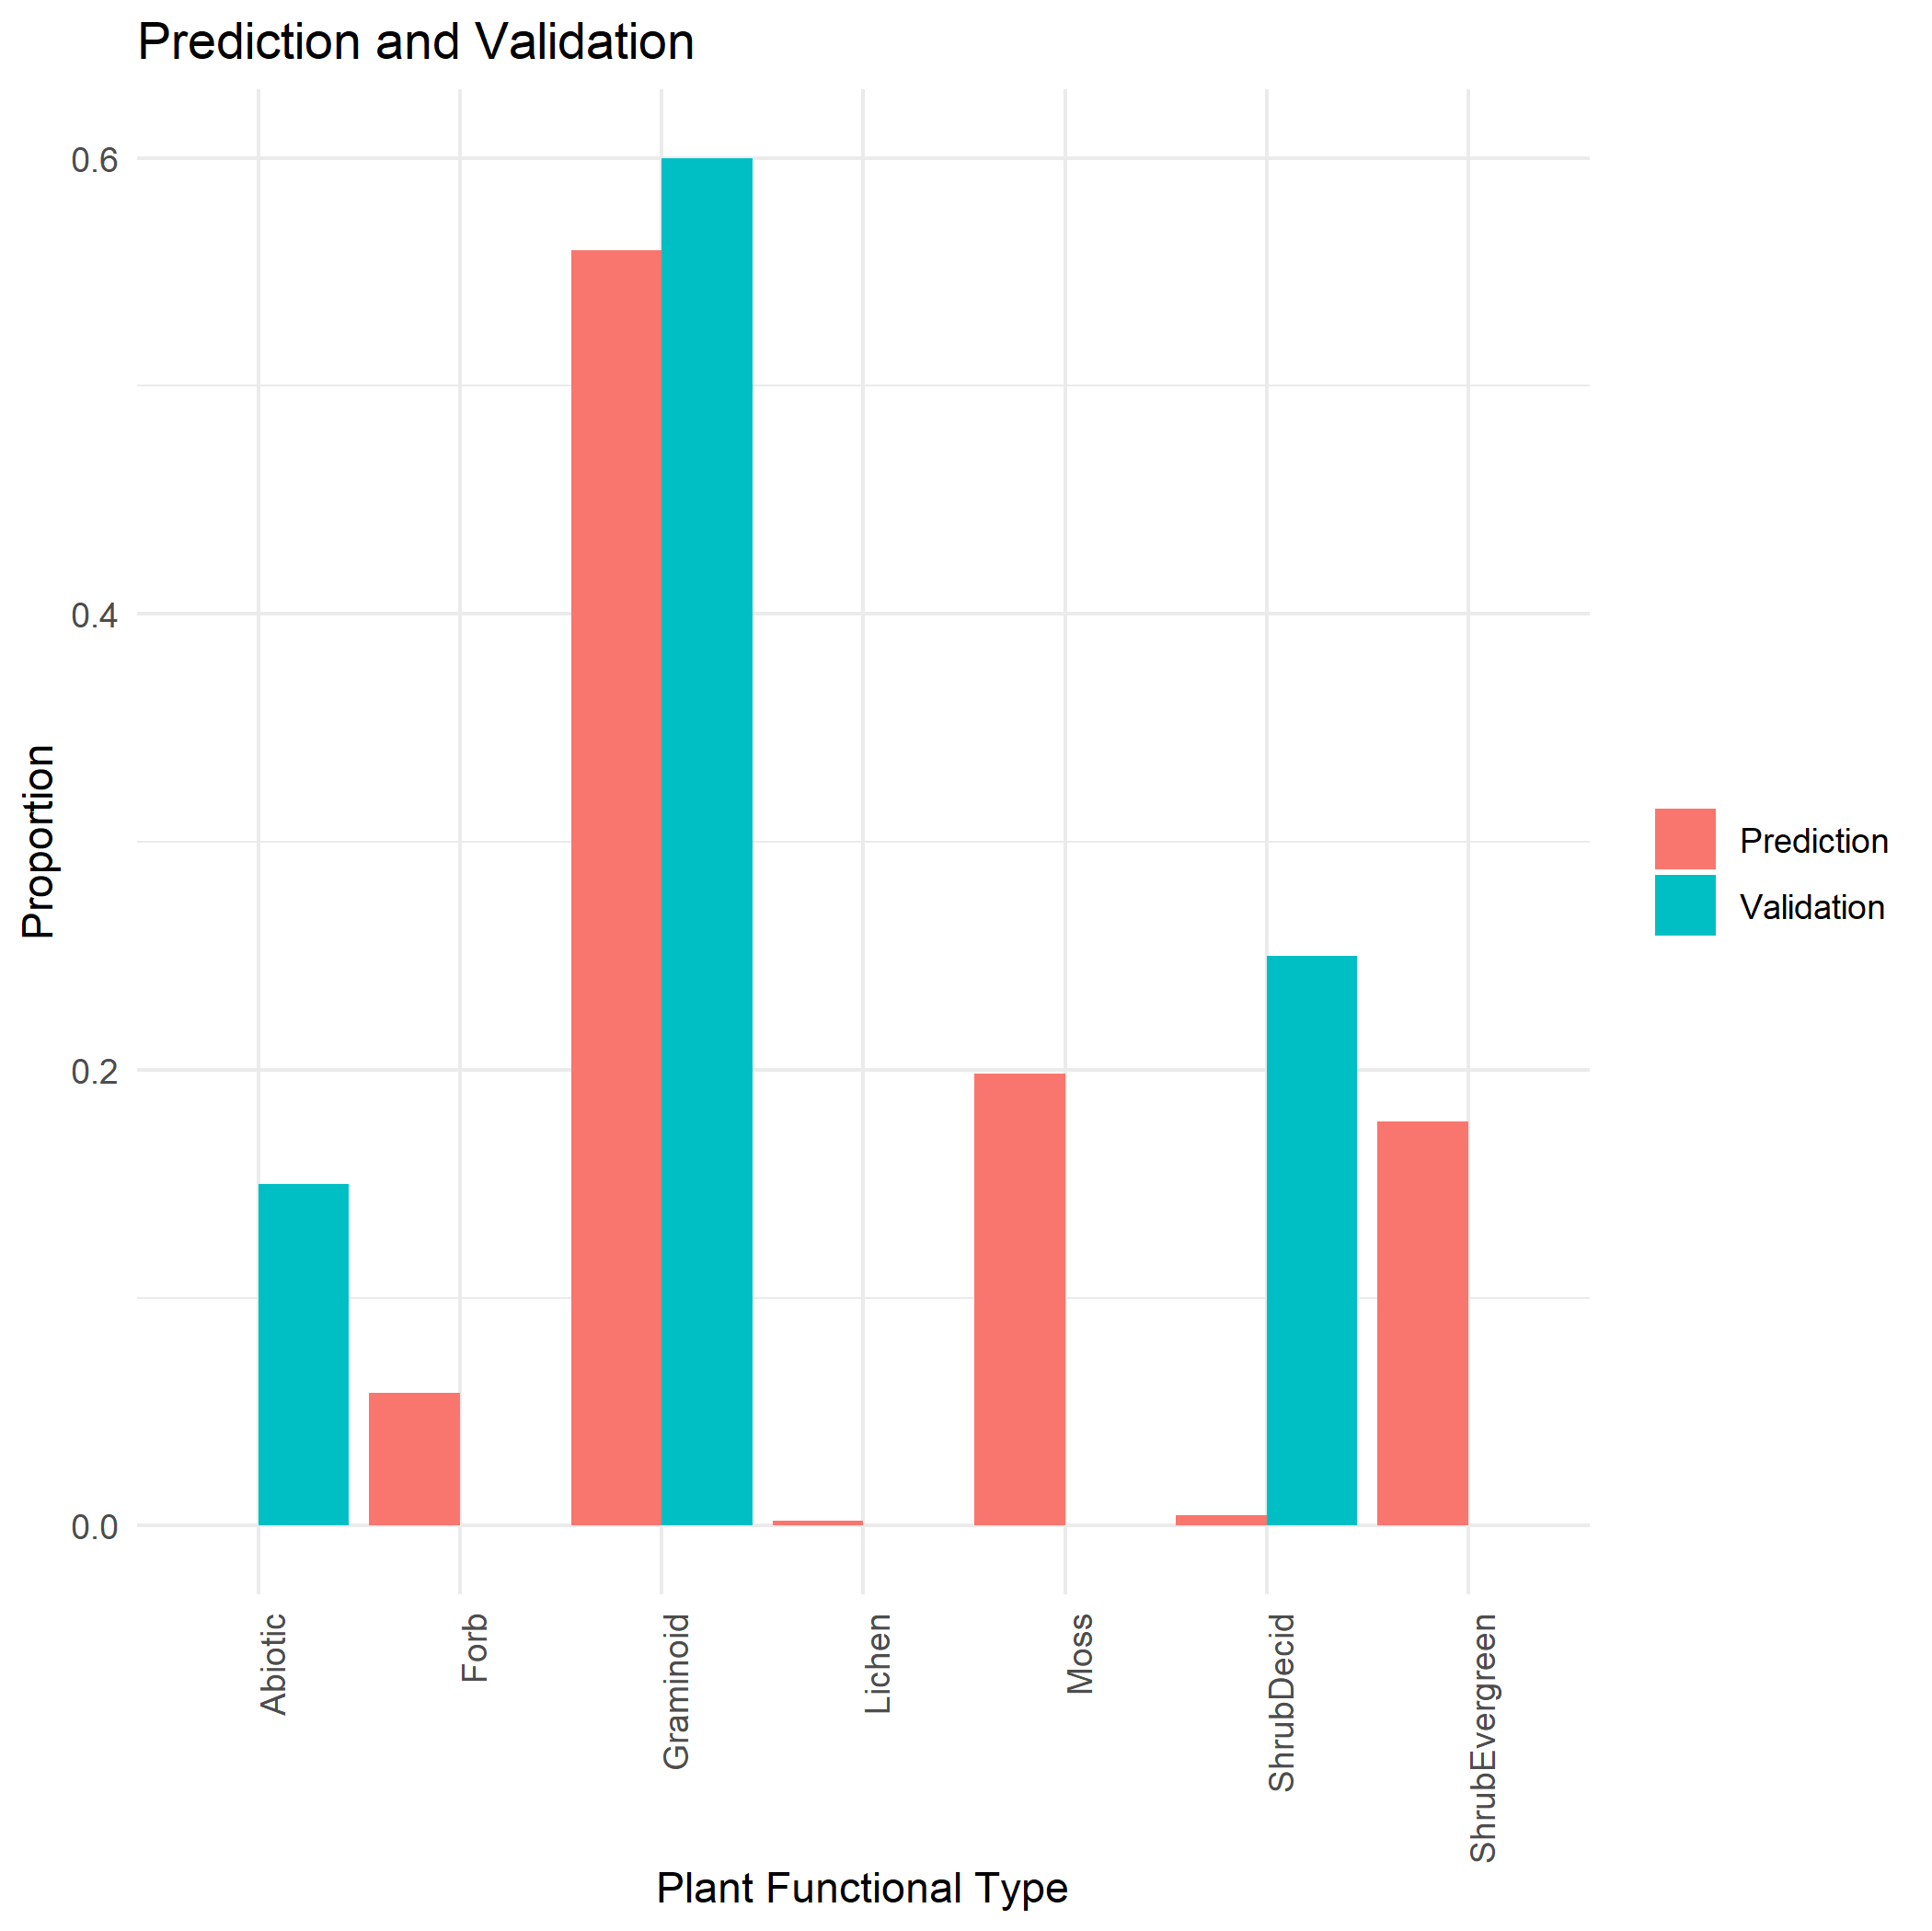 Prediction and Validation
0.6
0.4
0.2
0.0
Proportion
Abiotic
Forb
Graminoid
Lichen
Moss
ShrubDecid
ShrubEvergreen
Plant Functional Type
Prediction
Validation